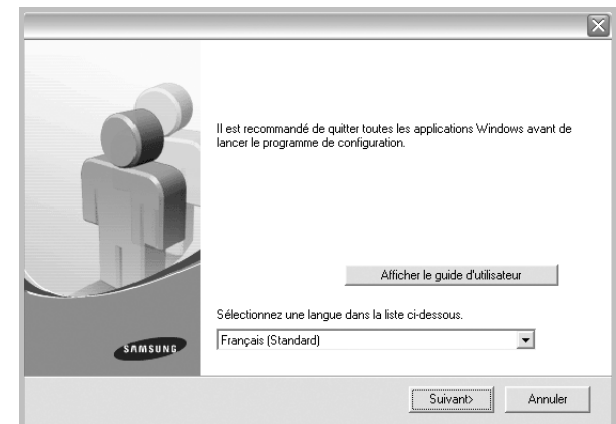 Il est recommandé de quitter toutes les applications Windows avant de
lancer le programme de configuration.
Afficher le guide d'utilisateur
Sélectionnez une langue dans la liste ci-dessous.
Français (Standard)
SAMSUNG
Suivant>
Annuler